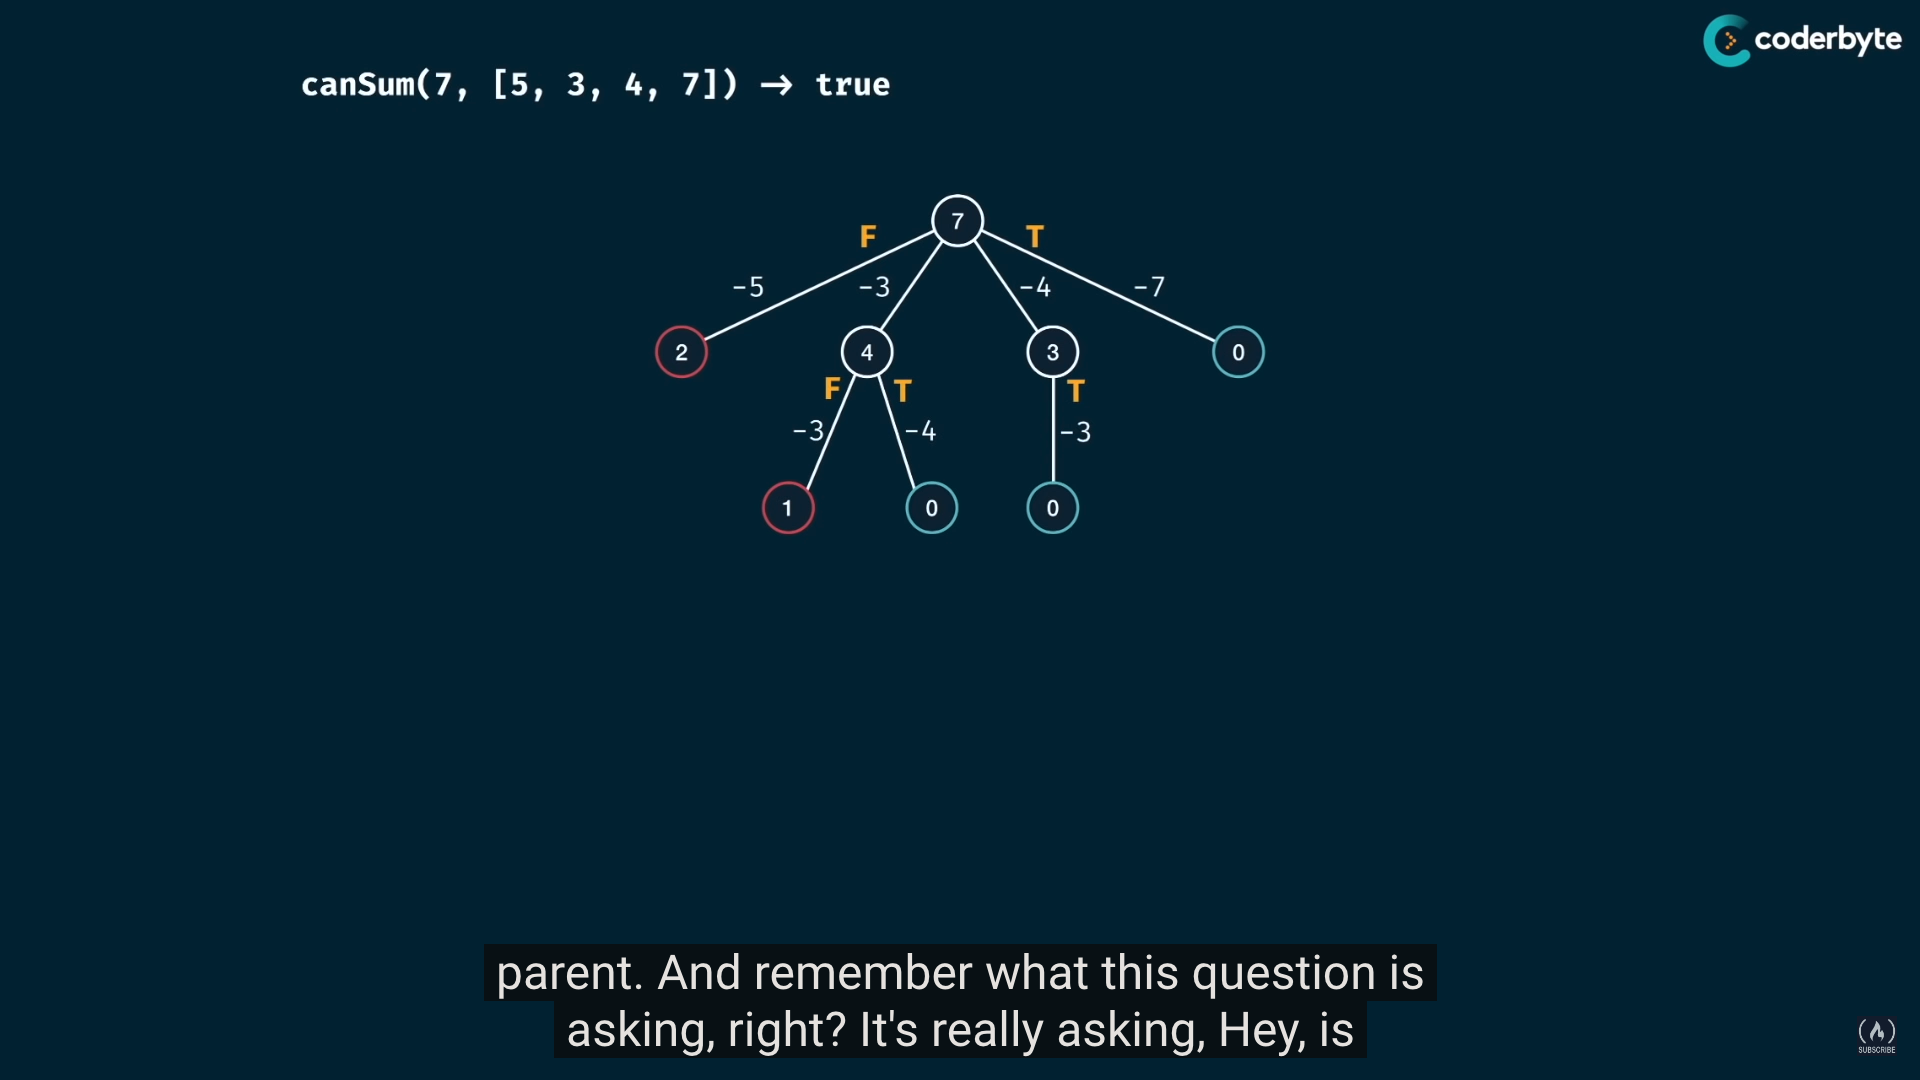 coderbyte
canSum(7, [5, 3, 4, 7]) → true
7
F T
-5 -3 -4 -7
2 4 3 0
F T T
-3 -4 -3
1 0 0
parent. And remember what this question is
asking, right? It's really asking, Hey, is
SUBSCRIBE